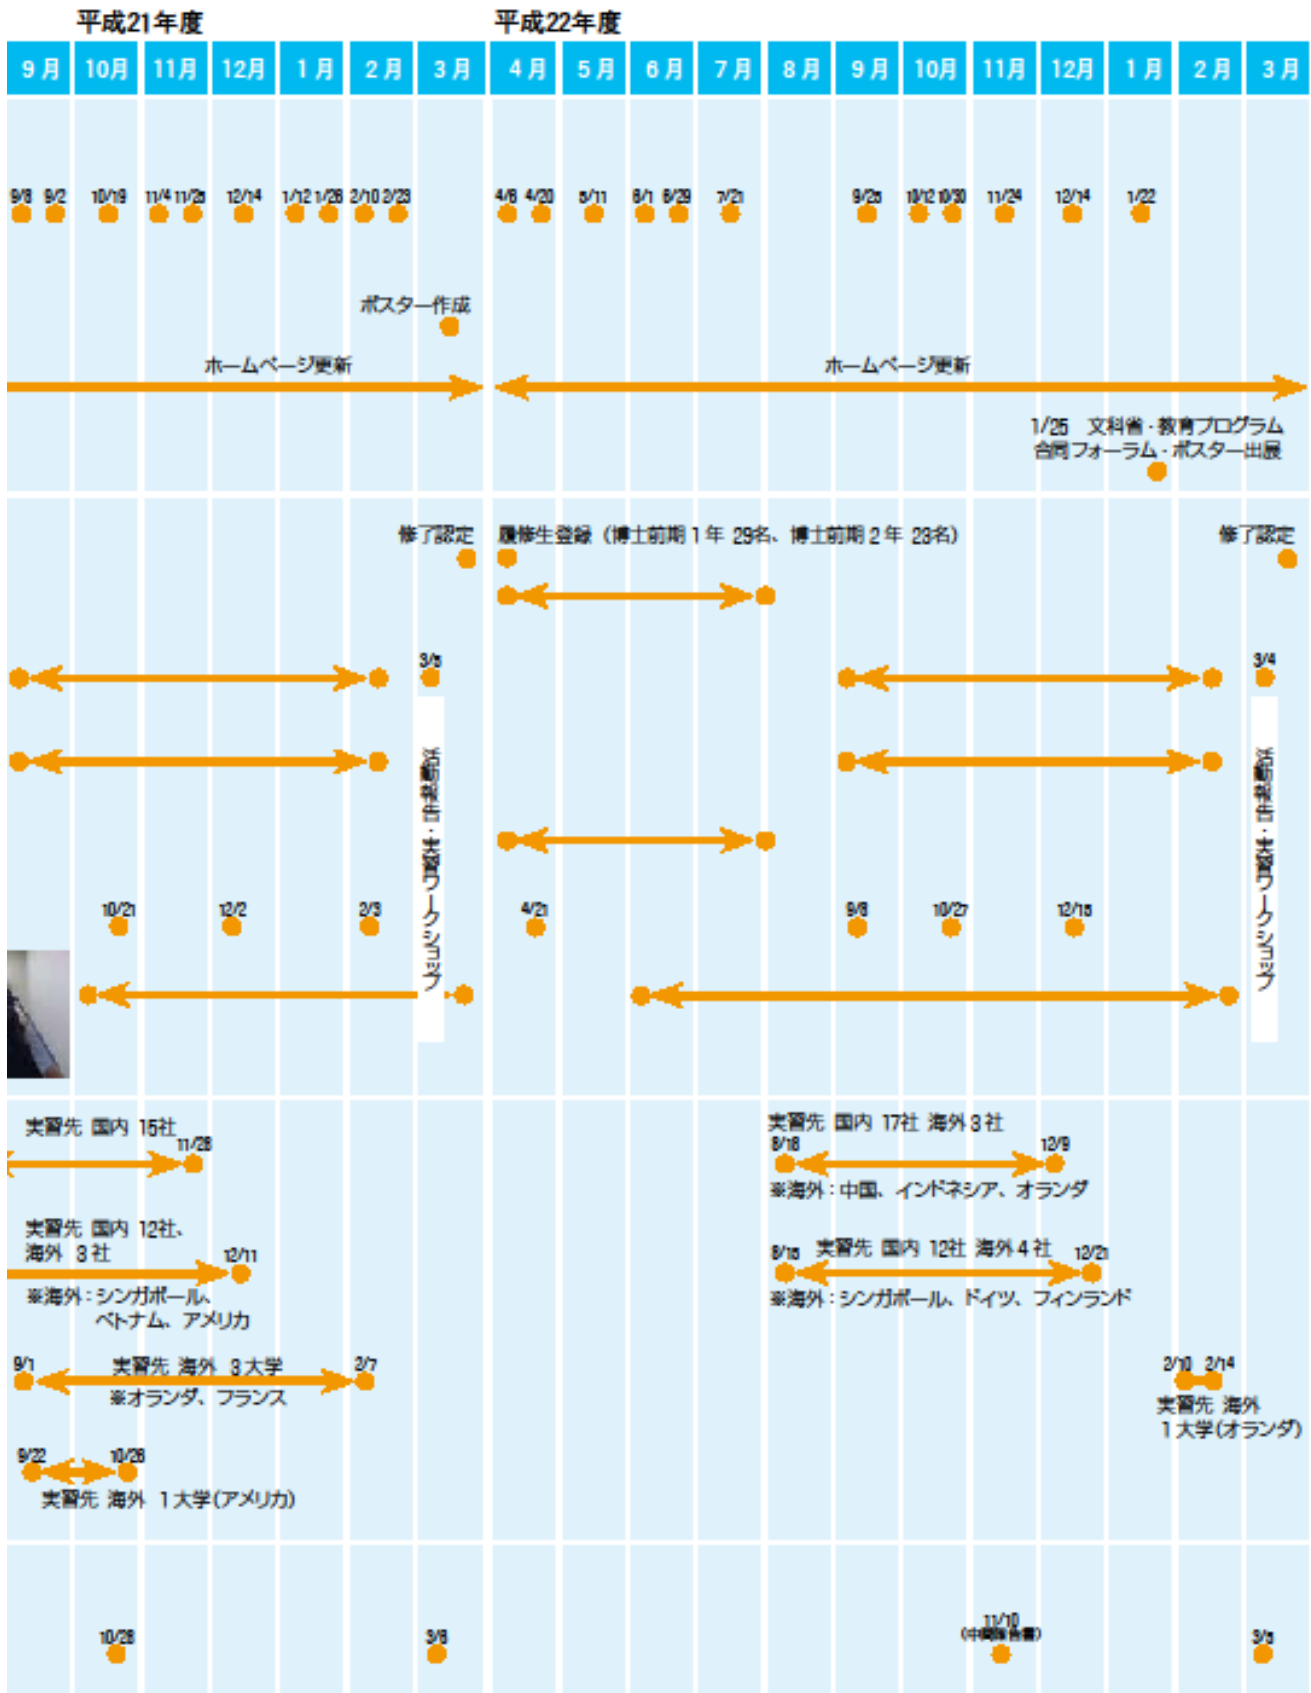 平成21年度 平成22年度
9月 10月 11月 12月 1月 2月 3月 4月 5月 6月 7月 8月 9月 10月 11月 12月 1月 2月 3月
9/8 9/2 10/19 11/4 11/25 12/14 1/12 1/26 2/10 2/23 4/6 4/20 5/11 6/1 6/29 7/21 9/25 10/12 10/30 11/24 12/14 1/22
ポスター作成
ホームページ更新 ホームページ更新
1/25 文科省・教育プログラム
合同フォーラム・ポスター出展
修了認定 履修生登録（博士前期1年 29名、博士前期2年 23名） 修了認定
3/5 3/4
活動報告・実習ワークショップ 活動報告・実習ワークショップ
10/21 12/2 2/3 4/21 9/8 10/27 12/15
実習先 国内 15社
11/28
実習先 国内 17社 海外3社
8/18 12/9
※海外：中国、インドネシア、オランダ
実習先 国内 12社、
海外 3社
12/11
※海外：シンガポール、
ベトナム、アメリカ
8/15 実習先 国内 12社 海外4社 12/21
※海外：シンガポール、ドイツ、フィンランド
9/1 実習先 海外 3大学 2/7
※オランダ、フランス
2/10 2/14
実習先 海外
1大学(オランダ)
9/22 10/26
実習先 海外 1大学(アメリカ)
10/28 3/6 11/10 3/5
(中間報告書)